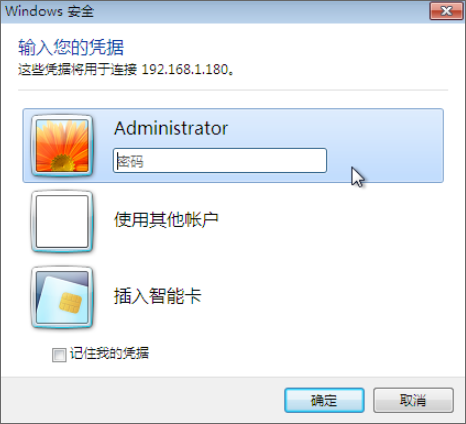 Windows 安全
输入您的凭据
这些凭据将用于连接 192.168.1.180。
Administrator
密码
使用其他帐户
插入智能卡
记住我的凭据
确定
取消